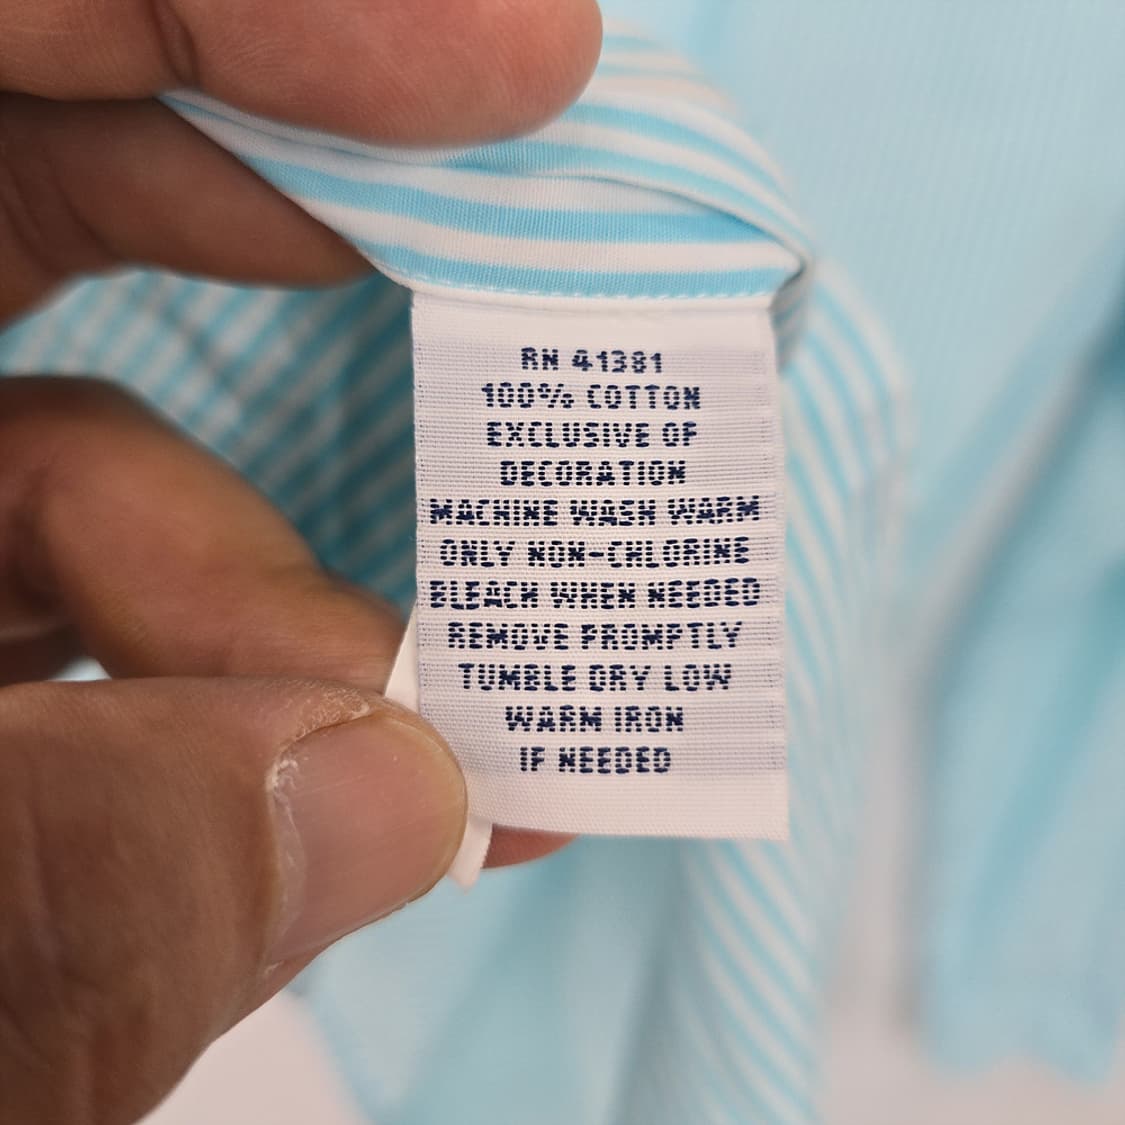 RN 41381
100% COTTON
EXCLUSIVE OF
DECORATION
MACHINE WASH WARM
ONLY NON-CHLORINE
BLEACH WHEN NEEDED
REMOVE PROMPTLY
TUMBLE DRY LOW
WARM IRON
IF NEEDED